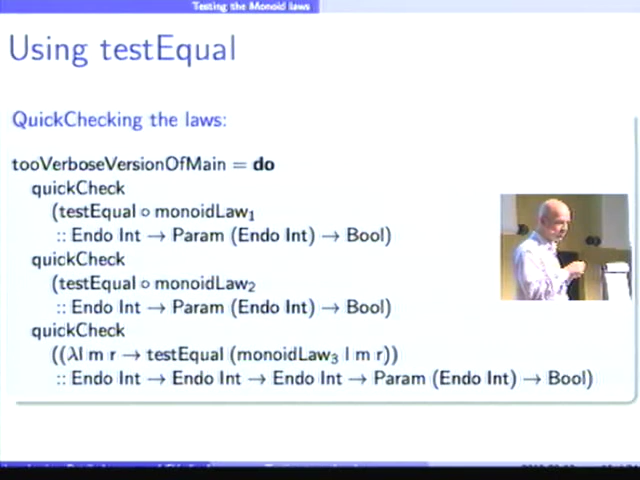 Testing the Monoid laws
Using testEqual
QuickChecking the laws:
tooVerboseVersionOfMain = do
quickCheck
(testEqual ∘ monoidLaw₁
:: Endo Int → Param (Endo Int) → Bool)
quickCheck
(testEqual ∘ monoidLaw₂
:: Endo Int → Param (Endo Int) → Bool)
quickCheck
((λl m r → testEqual (monoidLaw₃ l m r))
:: Endo Int → Endo Int → Endo Int → Param (Endo Int) → Bool)